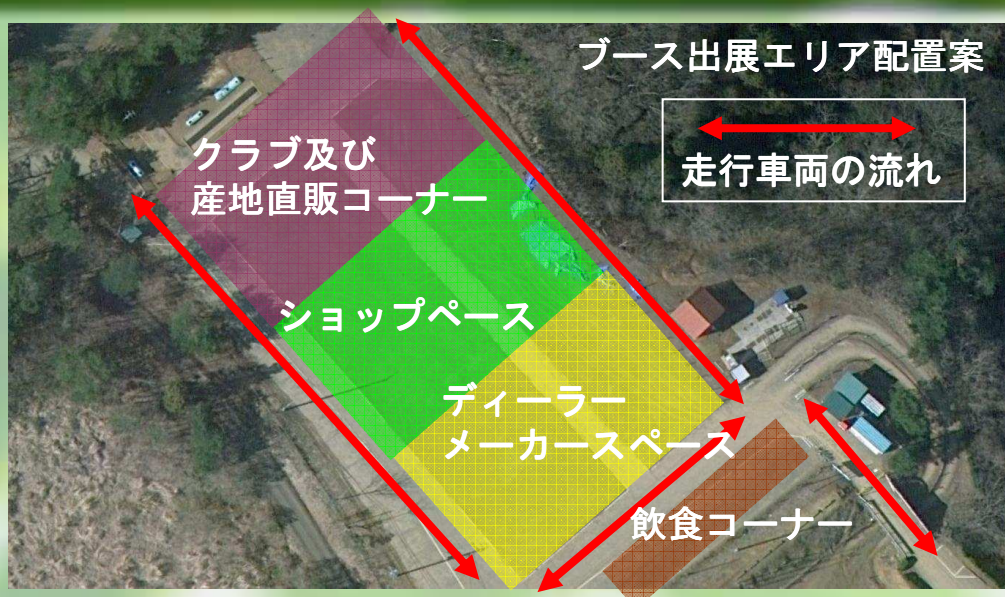 ブース出展エリア配置案
走行車両の流れ
クラブ及び
産地直販コーナー
ショップペース
ディーラー
メーカースペース
飲食コーナー